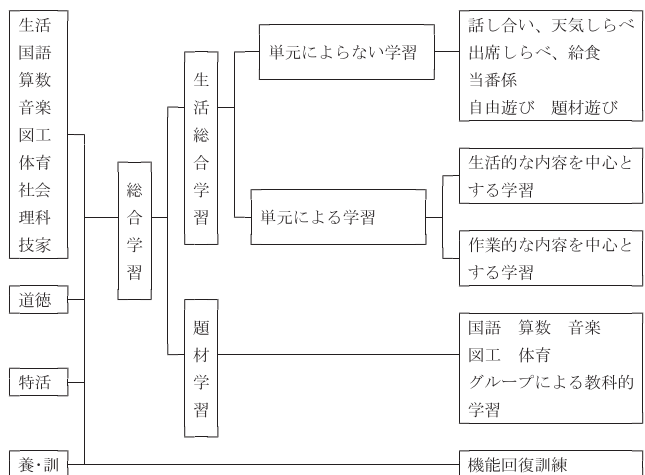 生活
国語
算数
音楽
図工
体育
社会
理科
技家
道徳
特活
養・訓
総合学習
生活総合学習
題材学習
単元によらない学習
単元による学習
話し合い、天気しらべ
出席しらべ、給食
当番係
自由遊び　題材遊び
生活的な内容を中心と
する学習
作業的な内容を中心と
する学習
国語　算数　音楽
図工　体育
グループによる教科的
学習
機能回復訓練